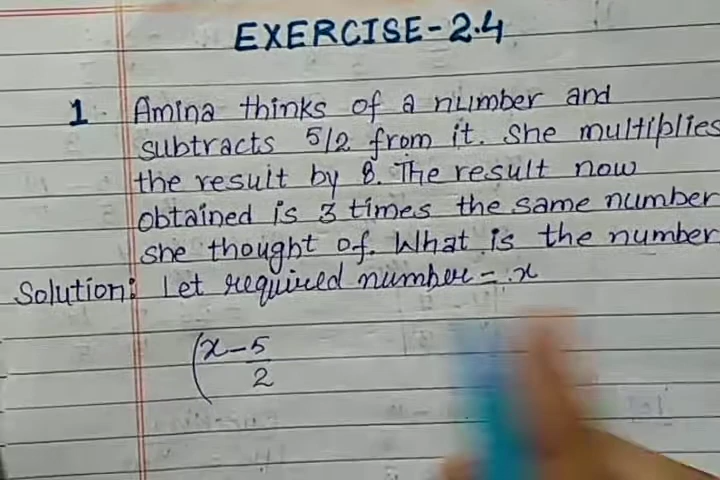 EXERCISE-2.4
1. Amina thinks of a number and
subtracts 5/2 from it. She multiplies
the result by 8. The result now
obtained is 3 times the same number
she thought of. What is the number
Solution: Let required number = x
(x-5
2